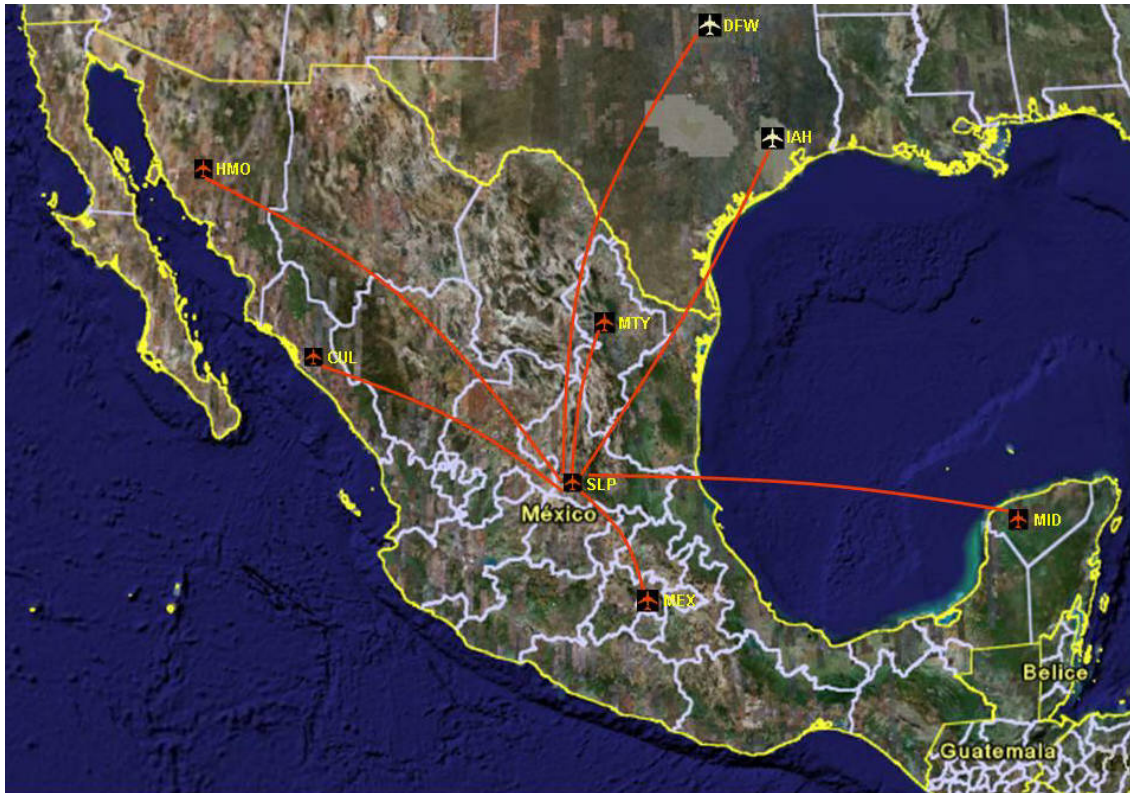 DFW
IAH
HMO
MTY
CUL
SLP
México
MID
MEX
Belice
Guatemala